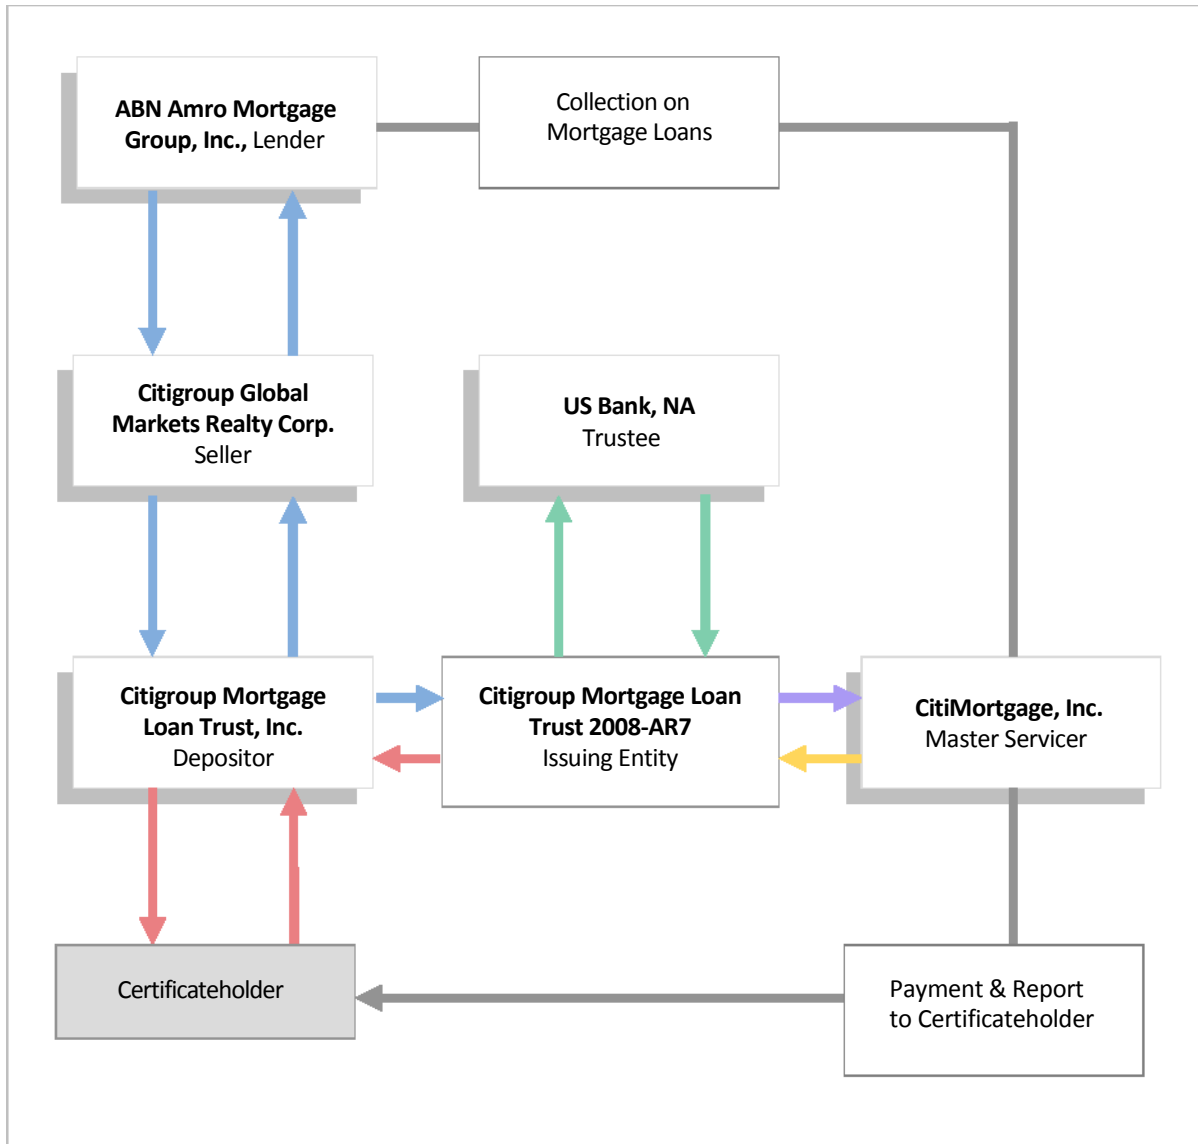 ABN Amro Mortgage
Group, Inc., Lender
Collection on
Mortgage Loans
Citigroup Global
Markets Realty Corp.
Seller
US Bank, NA
Trustee
Citigroup Mortgage
Loan Trust, Inc.
Depositor
Citigroup Mortgage Loan
Trust 2008-AR7
Issuing Entity
CitiMortgage, Inc.
Master Servicer
Certificateholder
Payment & Report
to Certificateholder